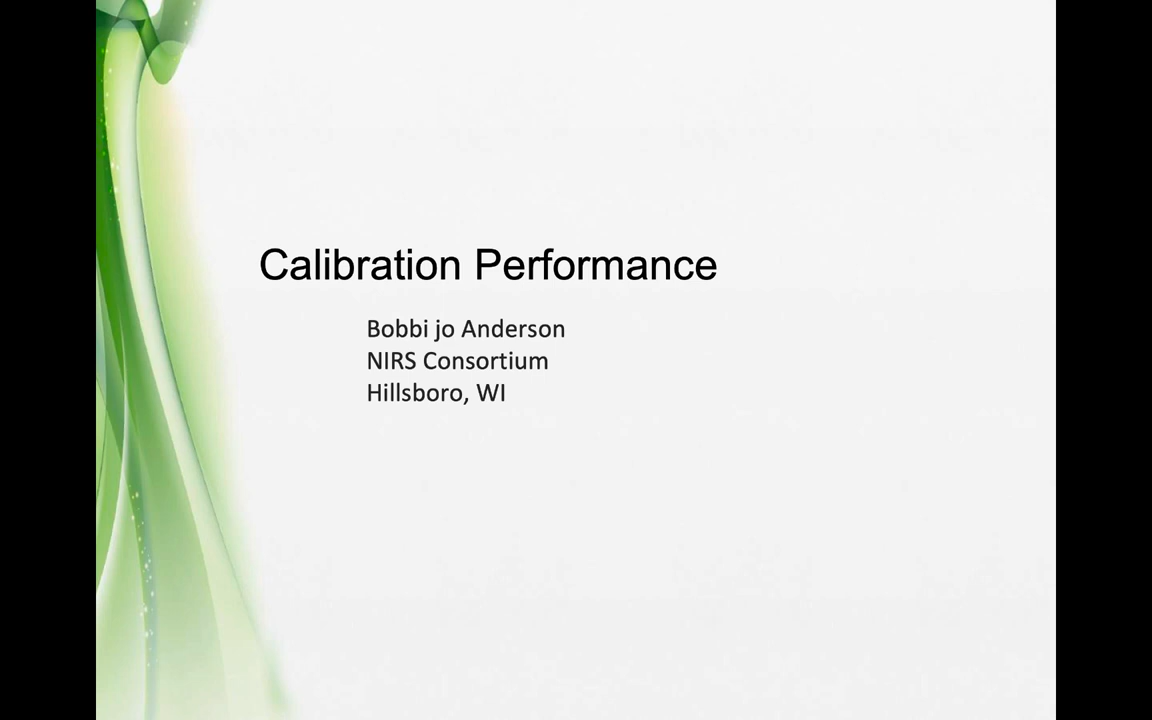 Calibration Performance
Bobbi jo Anderson
NIRS Consortium
Hillsboro, WI